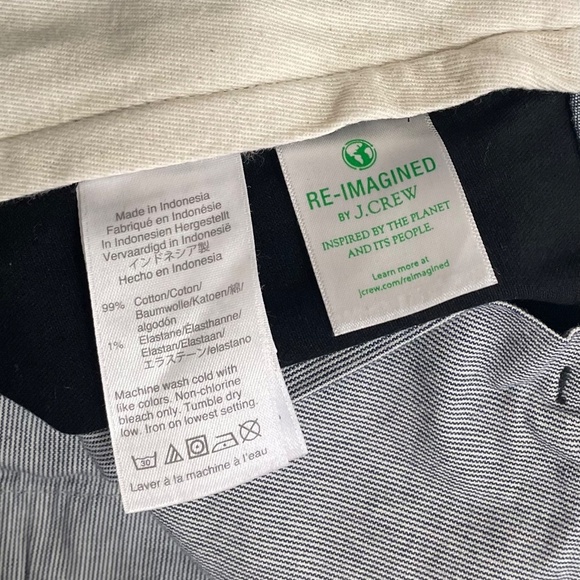 Made in Indonesia
Fabriqué en Indonésie
In Indonesien Hergestellt
Vervaardigd in Indonesië
インドネシア製
Hecho en Indonesia
99% Cotton/Coton/
Baumwolle/Katoen/綿/
algodón
1% Elastane/Élasthanne/
Elastan/Elastaan/
エラステーン/elastano
Machine wash cold with
like colors. Non-chlorine
bleach only. Tumble dry
low. Iron on lowest setting.
30
Laver à la machine à l'eau
RE-IMAGINED
BY J.CREW
INSPIRED BY THE PLANET
AND ITS PEOPLE.
Learn more at
jcrew.com/reimagined